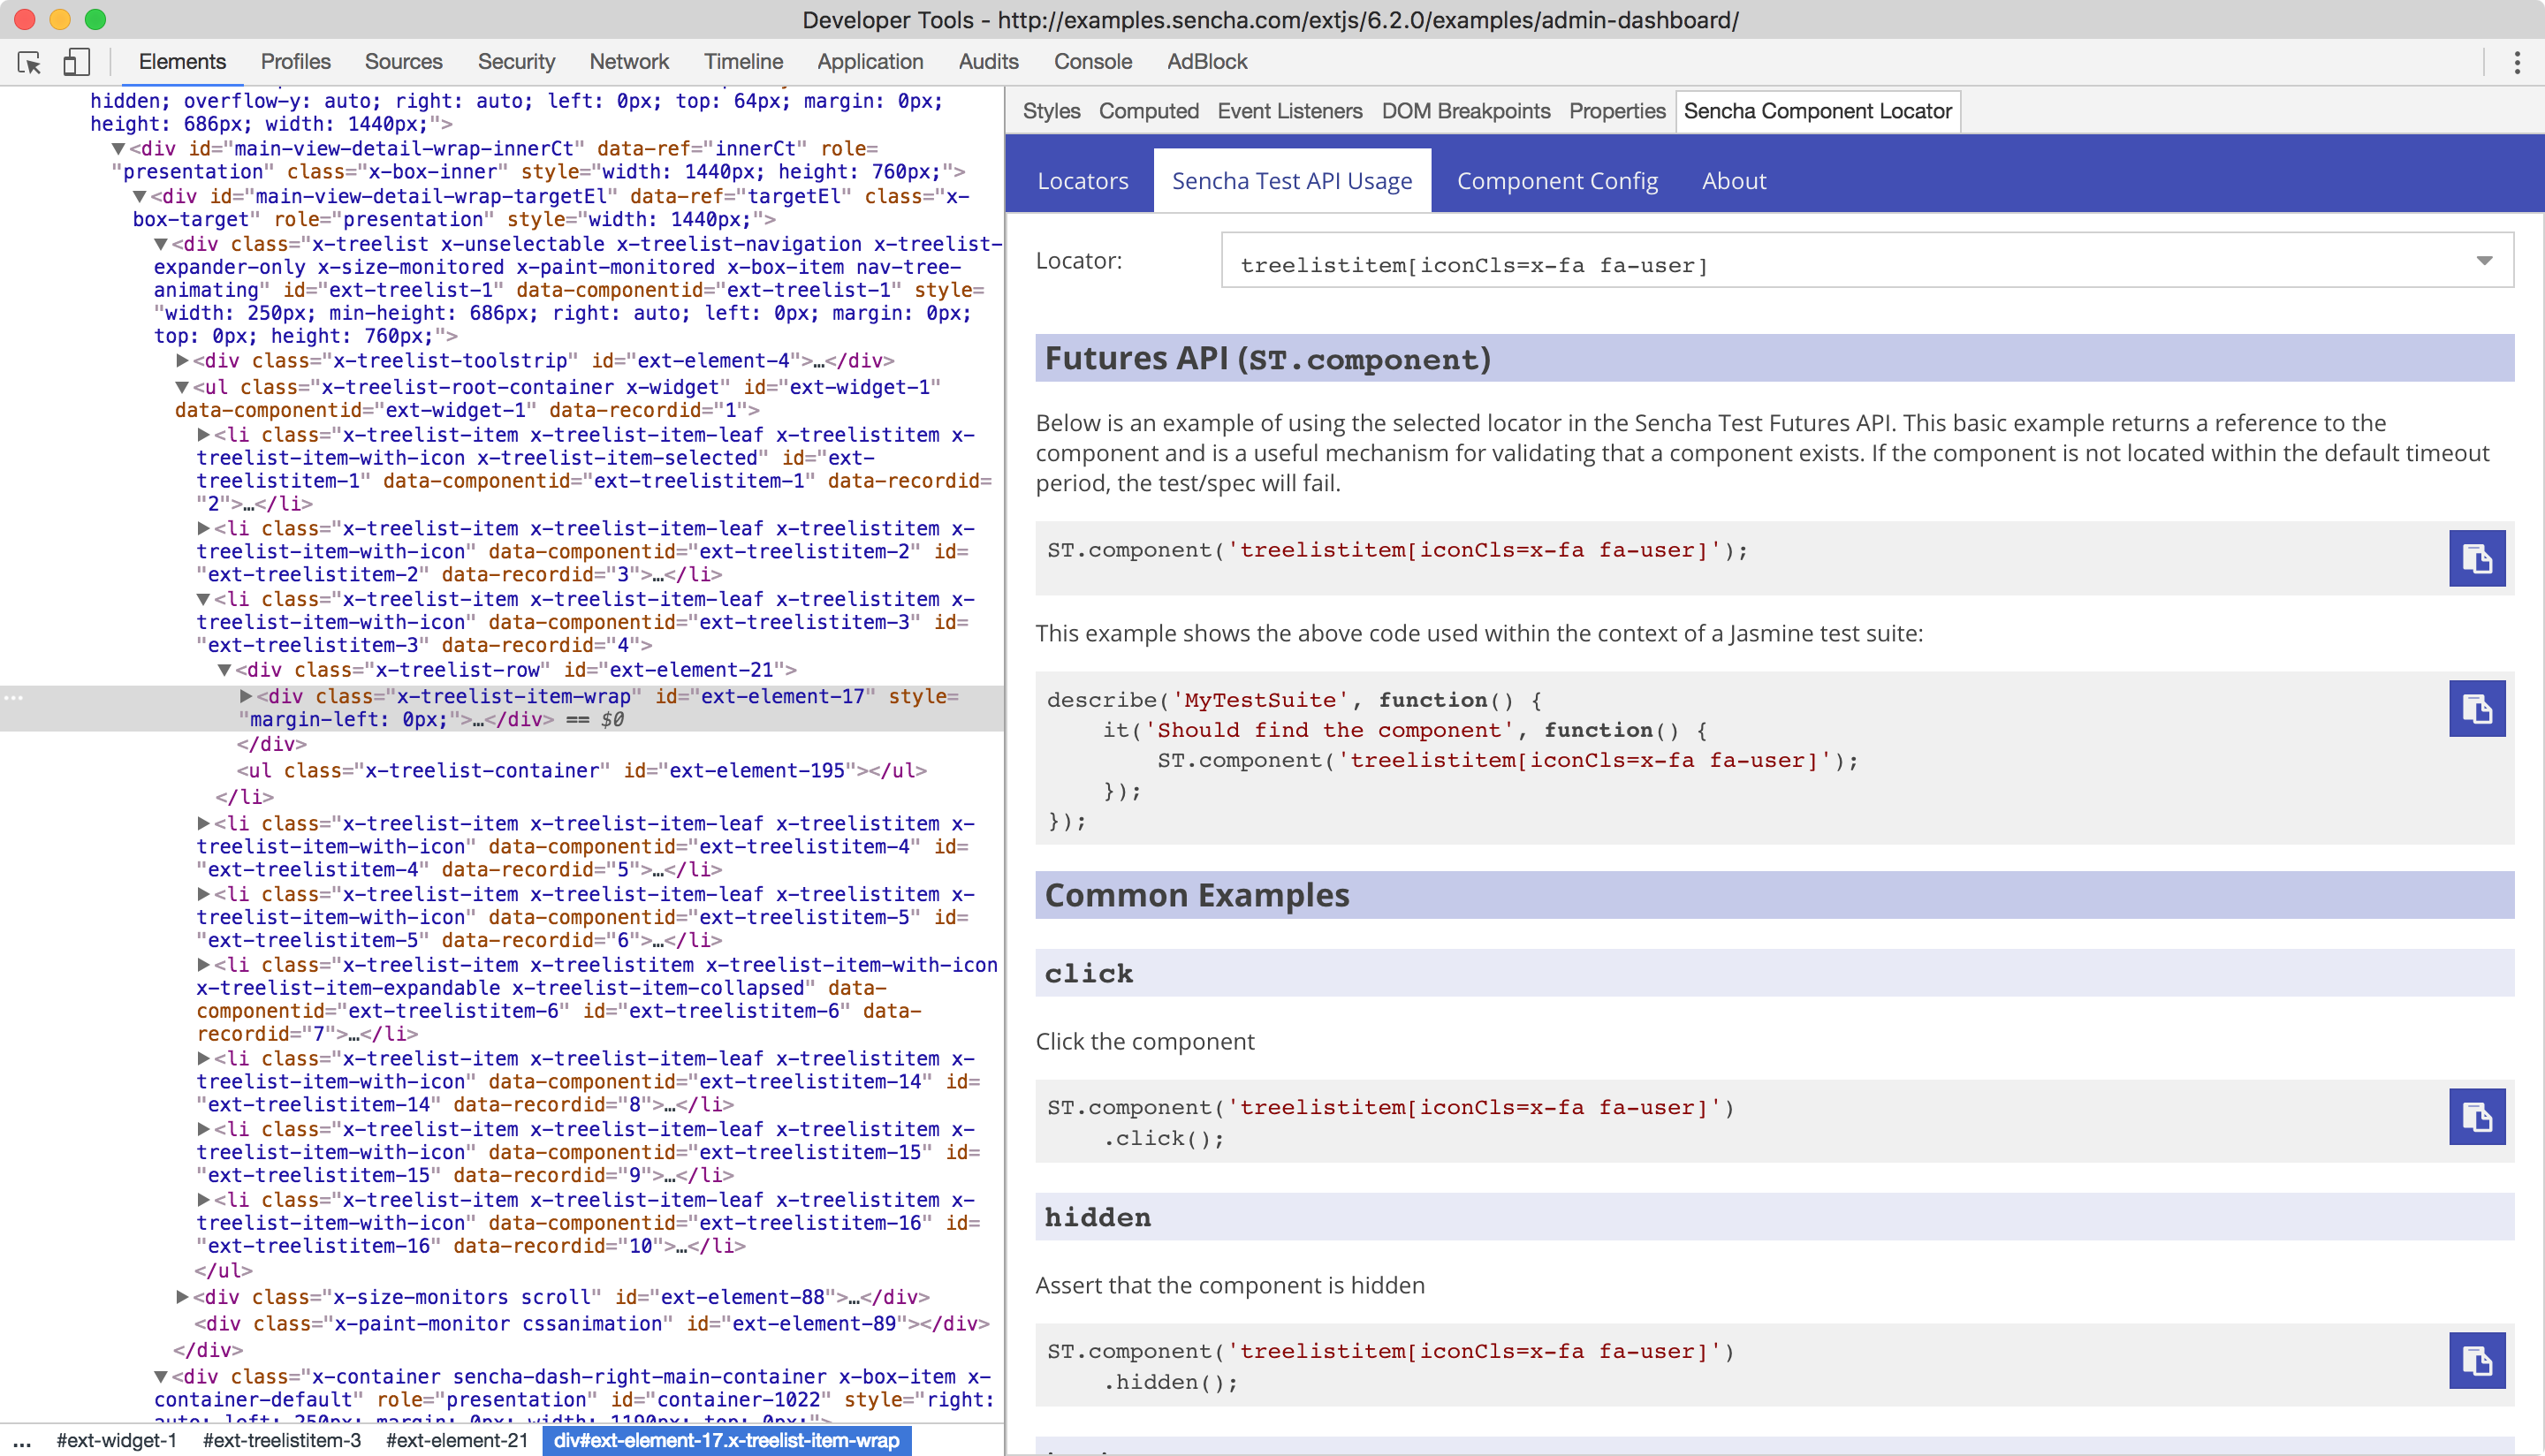 Developer Tools - http://examples.sencha.com/extjs/6.2.0/examples/admin-dashboard/
Elements Profiles Sources Security Network Timeline Application Audits Console AdBlock
hidden; overflow-y: auto; right: auto; left: 0px; top: 64px; margin: 0px;
height: 686px; width: 1440px;">
▼<div id="main-view-detail-wrap-innerCt" data-ref="innerCt" role=
"presentation" class="x-box-inner" style="width: 1440px; height: 760px;">
▼<div id="main-view-detail-wrap-targetEl" data-ref="targetEl" class="x-
box-target" role="presentation" style="width: 1440px;">
▼<div class="x-treelist x-unselectable x-treelist-navigation x-treelist-
expander-only x-size-monitored x-paint-monitored x-box-item nav-tree-
animating" id="ext-treelist-1" data-componentid="ext-treelist-1" style=
"width: 250px; min-height: 686px; right: auto; left: 0px; margin: 0px;
top: 0px; height: 760px;">
▶<div class="x-treelist-toolstrip" id="ext-element-4">…</div>
▼<ul class="x-treelist-root-container x-widget" id="ext-widget-1"
data-componentid="ext-widget-1" data-recordid="1">
▶<li class="x-treelist-item x-treelist-item-leaf x-treelistitem x-
treelist-item-with-icon x-treelist-item-selected" id="ext-
treelistitem-1" data-componentid="ext-treelistitem-1" data-recordid=
"2">…</li>
▶<li class="x-treelist-item x-treelist-item-leaf x-treelistitem x-
treelist-item-with-icon" data-componentid="ext-treelistitem-2" id=
"ext-treelistitem-2" data-recordid="3">…</li>
▼<li class="x-treelist-item x-treelist-item-leaf x-treelistitem x-
treelist-item-with-icon" data-componentid="ext-treelistitem-3" id=
"ext-treelistitem-3" data-recordid="4">
▼<div class="x-treelist-row" id="ext-element-21">
... ▶<div class="x-treelist-item-wrap" id="ext-element-17" style=
"margin-left: 0px;">…</div> == $0
</div>
<ul class="x-treelist-container" id="ext-element-195"></ul>
</li>
▶<li class="x-treelist-item x-treelist-item-leaf x-treelistitem x-
treelist-item-with-icon" data-componentid="ext-treelistitem-4" id=
"ext-treelistitem-4" data-recordid="5">…</li>
▶<li class="x-treelist-item x-treelist-item-leaf x-treelistitem x-
treelist-item-with-icon" data-componentid="ext-treelistitem-5" id=
"ext-treelistitem-5" data-recordid="6">…</li>
▶<li class="x-treelist-item x-treelistitem x-treelist-item-with-icon
x-treelist-item-expandable x-treelist-item-collapsed" data-
componentid="ext-treelistitem-6" id="ext-treelistitem-6" data-
recordid="7">…</li>
▶<li class="x-treelist-item x-treelist-item-leaf x-treelistitem x-
treelist-item-with-icon" data-componentid="ext-treelistitem-14" id=
"ext-treelistitem-14" data-recordid="8">…</li>
▶<li class="x-treelist-item x-treelist-item-leaf x-treelistitem x-
treelist-item-with-icon" data-componentid="ext-treelistitem-15" id=
"ext-treelistitem-15" data-recordid="9">…</li>
▶<li class="x-treelist-item x-treelist-item-leaf x-treelistitem x-
treelist-item-with-icon" data-componentid="ext-treelistitem-16" id=
"ext-treelistitem-16" data-recordid="10">…</li>
</ul>
▶<div class="x-size-monitors scroll" id="ext-element-88">…</div>
<div class="x-paint-monitor cssanimation" id="ext-element-89"></div>
</div>
▼<div class="x-container sencha-dash-right-main-container x-box-item x-
container-default" role="presentation" id="container-1022" style="right:
auto; left: 250px; margin: 0px; width: 1190px; top: 0px;">
... #ext-widget-1 #ext-treelistitem-3 #ext-element-21 div#ext-element-17.x-treelist-item-wrap
Styles Computed Event Listeners DOM Breakpoints Properties Sencha Component Locator
Locators Sencha Test API Usage Component Config About
Locator: treelistitem[iconCls=x-fa fa-user]
Futures API (ST.component)
Below is an example of using the selected locator in the Sencha Test Futures API. This basic example returns a reference to the
component and is a useful mechanism for validating that a component exists. If the component is not located within the default timeout
period, the test/spec will fail.
ST.component('treelistitem[iconCls=x-fa fa-user]');
This example shows the above code used within the context of a Jasmine test suite:
describe('MyTestSuite', function() {
it('Should find the component', function() {
ST.component('treelistitem[iconCls=x-fa fa-user]');
});
});
Common Examples
click
Click the component
ST.component('treelistitem[iconCls=x-fa fa-user]')
.click();
hidden
Assert that the component is hidden
ST.component('treelistitem[iconCls=x-fa fa-user]')
.hidden();